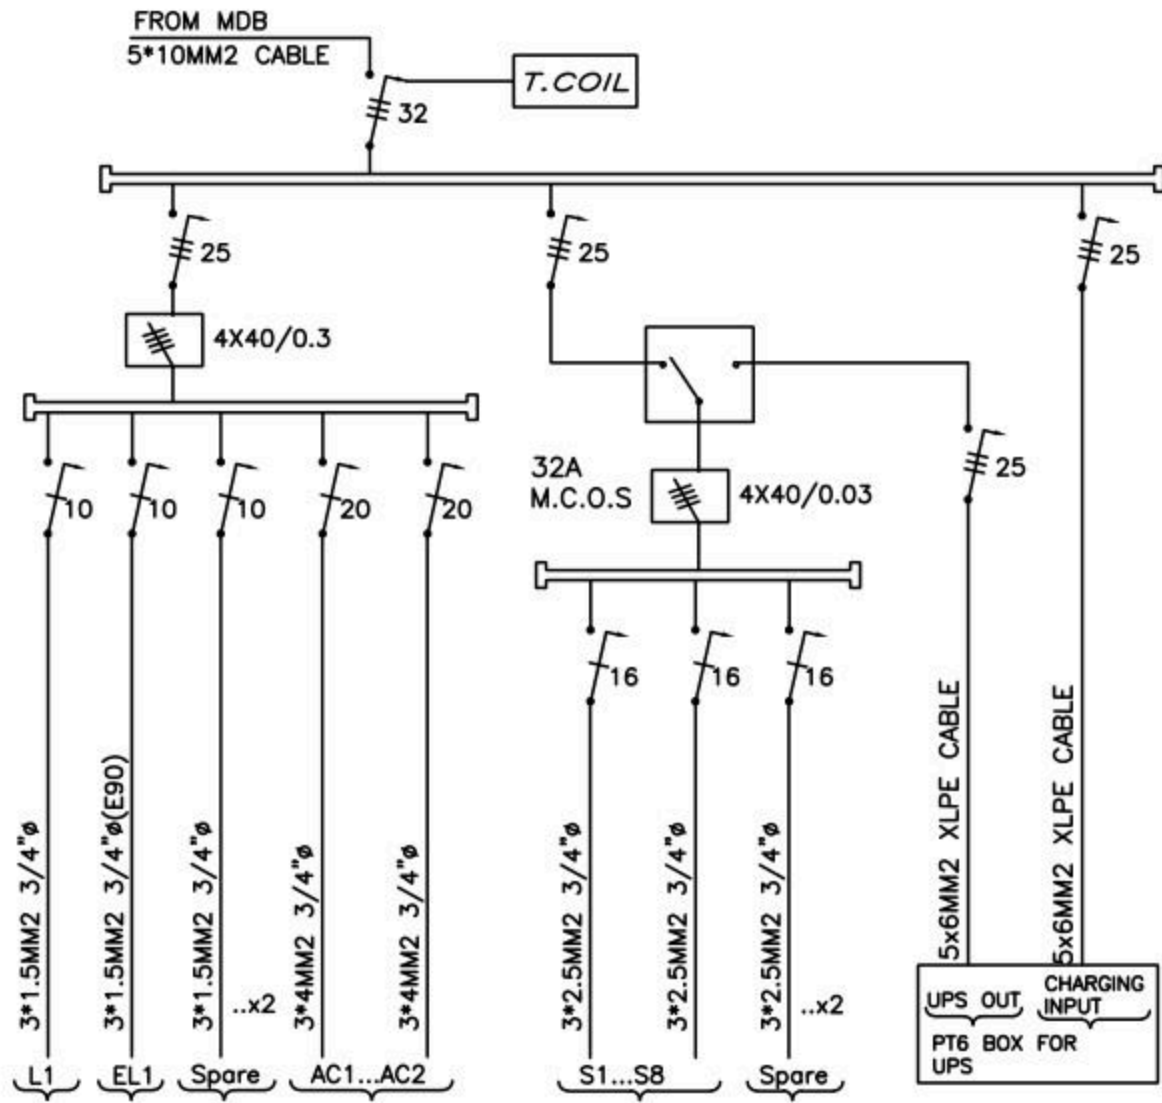 FROM MDB
5*10MM2 CABLE
T.COIL
32
25
25
25
4X40/0.3
32A
M.C.O.S
4X40/0.03
25
10
10
10
20
20
16
16
16
3*1.5MM2 3/4"ø
3*1.5MM2 3/4"ø(E90)
3*1.5MM2 3/4"ø
..x2
3*4MM2 3/4"ø
3*4MM2 3/4"ø
3*2.5MM2 3/4"ø
3*2.5MM2 3/4"ø
3*2.5MM2 3/4"ø
..x2
5x6MM2 XLPE CABLE
5x6MM2 XLPE CABLE
UPS OUT
CHARGING
INPUT
PT6 BOX FOR
UPS
L1
EL1
Spare
AC1...AC2
S1...S8
Spare